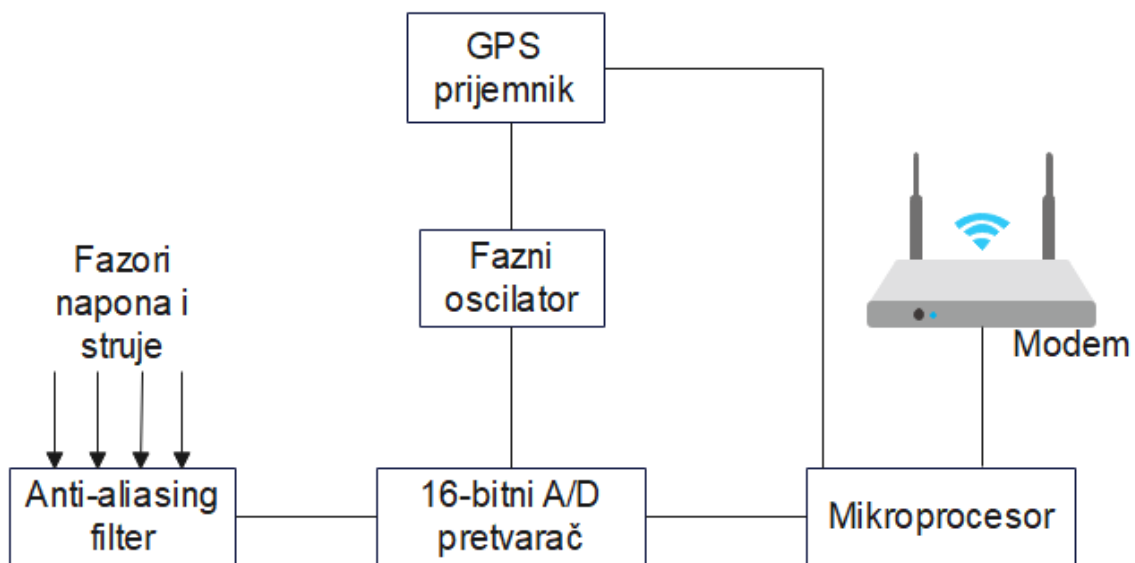 GPS
prijemnik
Fazni
oscilator
Fazori
napona i
struje
Modem
Anti-aliasing
filter
16-bitni A/D
pretvarač
Mikroprocesor